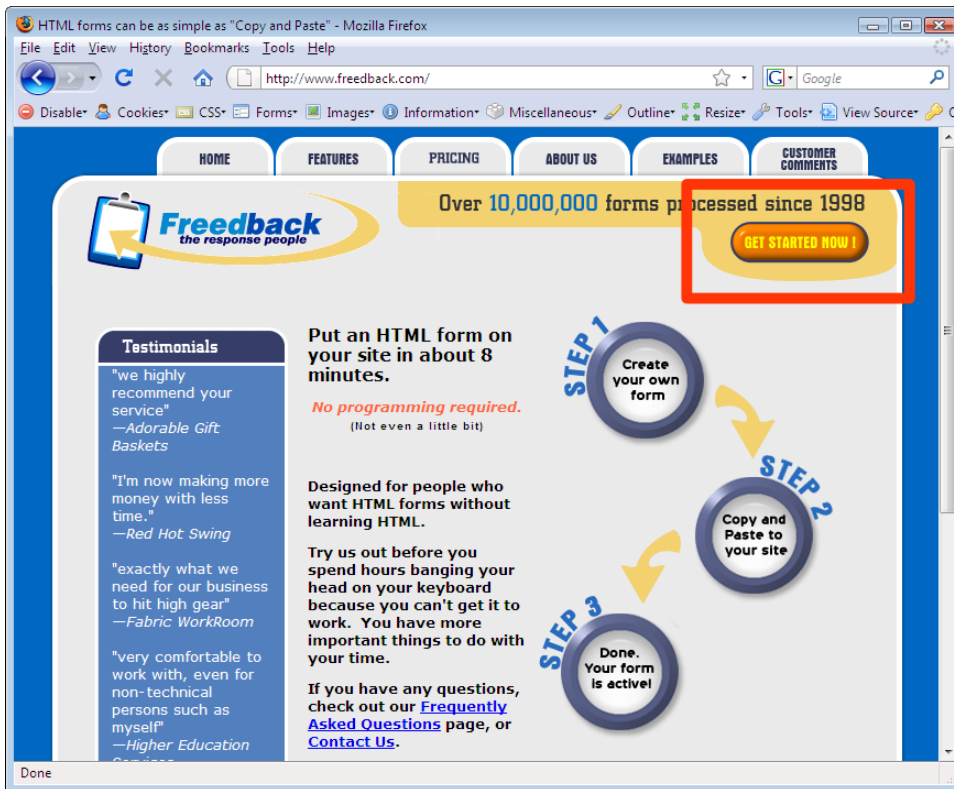 HTML forms can be as simple as "Copy and Paste" - Mozilla Firefox
File Edit View History Bookmarks Tools Help
http://www.freedback.com/
G Google
Disable Cookies CSS Forms Images Information Miscellaneous Outline Resize Tools View Source
HOME FEATURES PRICING ABOUT US EXAMPLES CUSTOMER
COMMENTS
Over 10,000,000 forms processed since 1998
Freedback
the response people
GET STARTED NOW !
Testimonials
"we highly
recommend your
service"
—Adorable Gift
Baskets
"I'm now making more
money with less
time."
—Red Hot Swing
"exactly what we
need for our business
to hit high gear"
—Fabric WorkRoom
"very comfortable to
work with, even for
non-technical
persons such as
myself"
—Higher Education
Put an HTML form on
your site in about 8
minutes.
No programming required.
(Not even a little bit)
Designed for people who
want HTML forms without
learning HTML.
Try us out before you
spend hours banging your
head on your keyboard
because you can't get it to
work. You have more
important things to do with
your time.
If you have any questions,
check out our Frequently
Asked Questions page, or
Contact Us.
STEP 1
Create
your own
form
STEP 2
Copy and
Paste to
your site
STEP 3
Done.
Your form
is active!
Done